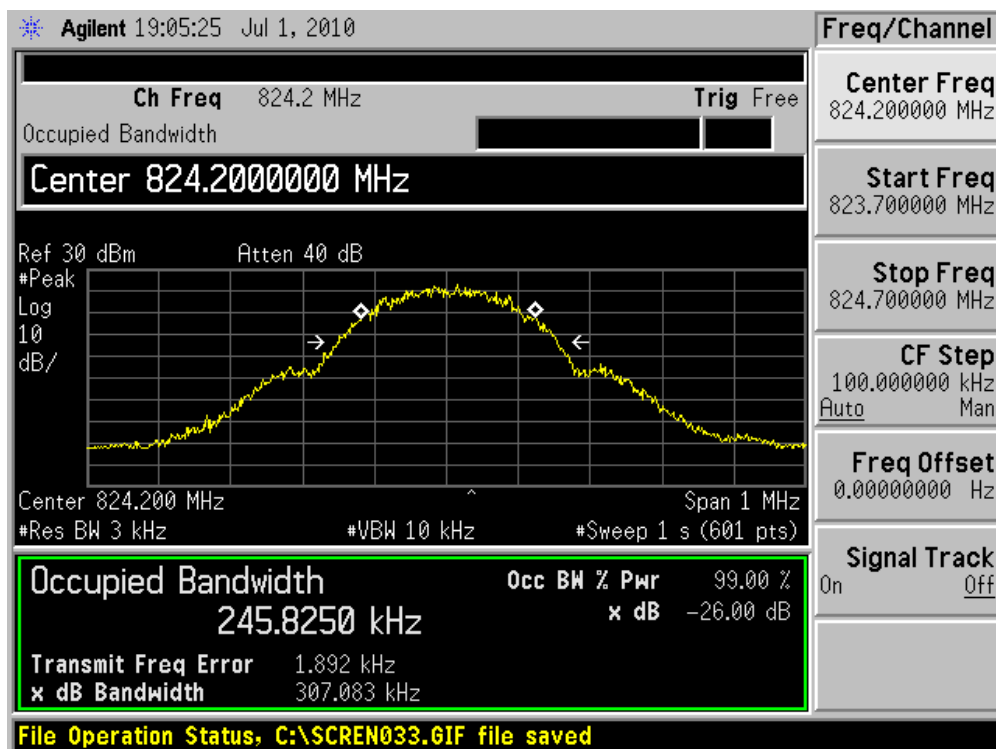 Agilent 19:05:25 Jul 1, 2010
Freq/Channel
Ch Freq 824.2 MHz Trig Free
Occupied Bandwidth
Center 824.2000000 MHz
Ref 30 dBm Atten 40 dB
#Peak
Log
10
dB/
Center 824.200 MHz Span 1 MHz
#Res BW 3 kHz #VBW 10 kHz #Sweep 1 s (601 pts)
Occupied Bandwidth
245.8250 kHz
Occ BW % Pwr 99.00 %
x dB -26.00 dB
Transmit Freq Error 1.892 kHz
x dB Bandwidth 307.083 kHz
File Operation Status, C:\SCREN033.GIF file saved
Center Freq
824.200000 MHz
Start Freq
823.700000 MHz
Stop Freq
824.700000 MHz
CF Step
100.000000 kHz
Auto Man
Freq Offset
0.00000000 Hz
Signal Track
On Off